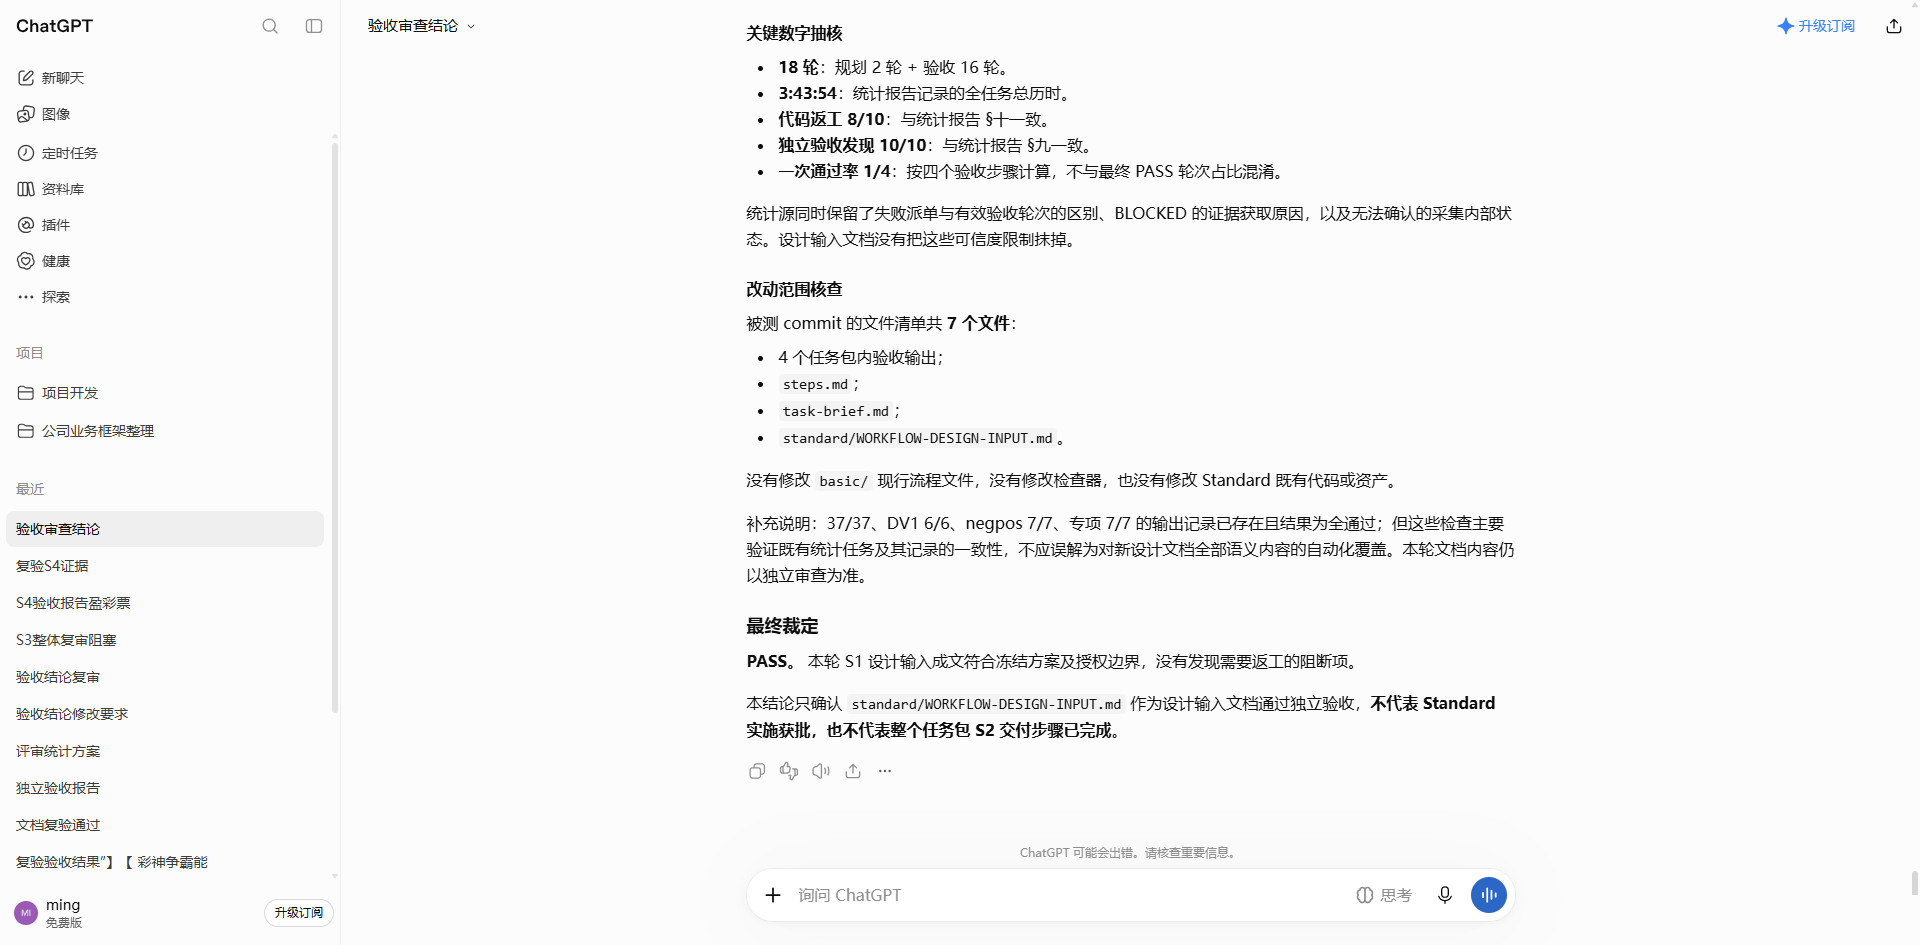 ChatGPT
新聊天
图像
定时任务
资料库
插件
健康
探索
项目
项目开发
公司业务框架整理
最近
验收审查结论
复验S4证据
S4验收报告盈彩票
S3整体复审阻塞
验收结论复审
验收结论修改要求
评审统计方案
独立验收报告
文档复验通过
复验验收结果”】【 彩神争霸能
MI
ming
免费版
升级订阅
验收审查结论
升级订阅
关键数字抽核
• 18 轮：规划 2 轮 + 验收 16 轮。
• 3:43:54：统计报告记录的全任务总历时。
• 代码返工 8/10：与统计报告 §十一致。
• 独立验收发现 10/10：与统计报告 §九一致。
• 一次通过率 1/4：按四个验收步骤计算，不与最终 PASS 轮次占比混淆。
统计源同时保留了失败派单与有效验收轮次的区别、BLOCKED 的证据获取原因，以及无法确认的采集内部状
态。设计输入文档没有把这些可信度限制抹掉。
改动范围核查
被测 commit 的文件清单共 7 个文件：
• 4 个任务包内验收输出；
• steps.md；
• task-brief.md；
• standard/WORKFLOW-DESIGN-INPUT.md。
没有修改 basic/ 现行流程文件，没有修改检查器，也没有修改 Standard 既有代码或资产。
补充说明：37/37、DV1 6/6、negpos 7/7、专项 7/7 的输出记录已存在且结果为全通过；但这些检查主要
验证既有统计任务及其记录的一致性，不应误解为对新设计文档全部语义内容的自动化覆盖。本轮文档内容仍
以独立审查为准。
最终裁定
PASS。 本轮 S1 设计输入成文符合冻结方案及授权边界，没有发现需要返工的阻断项。
本结论只确认 standard/WORKFLOW-DESIGN-INPUT.md 作为设计输入文档通过独立验收，不代表 Standard
实施获批，也不代表整个任务包 S2 交付步骤已完成。
ChatGPT 可能会出错。请核查重要信息。
询问 ChatGPT
思考